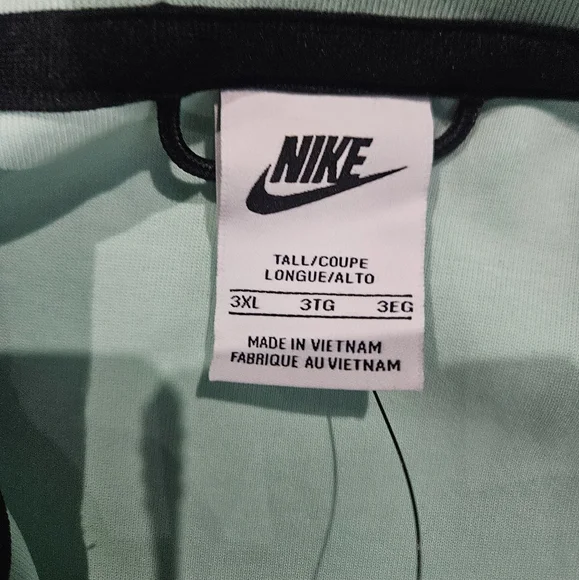 NIKE
TALL/COUPE
LONGUE/ALTO
3XL 3TG 3EG
MADE IN VIETNAM
FABRIQUE AU VIETNAM